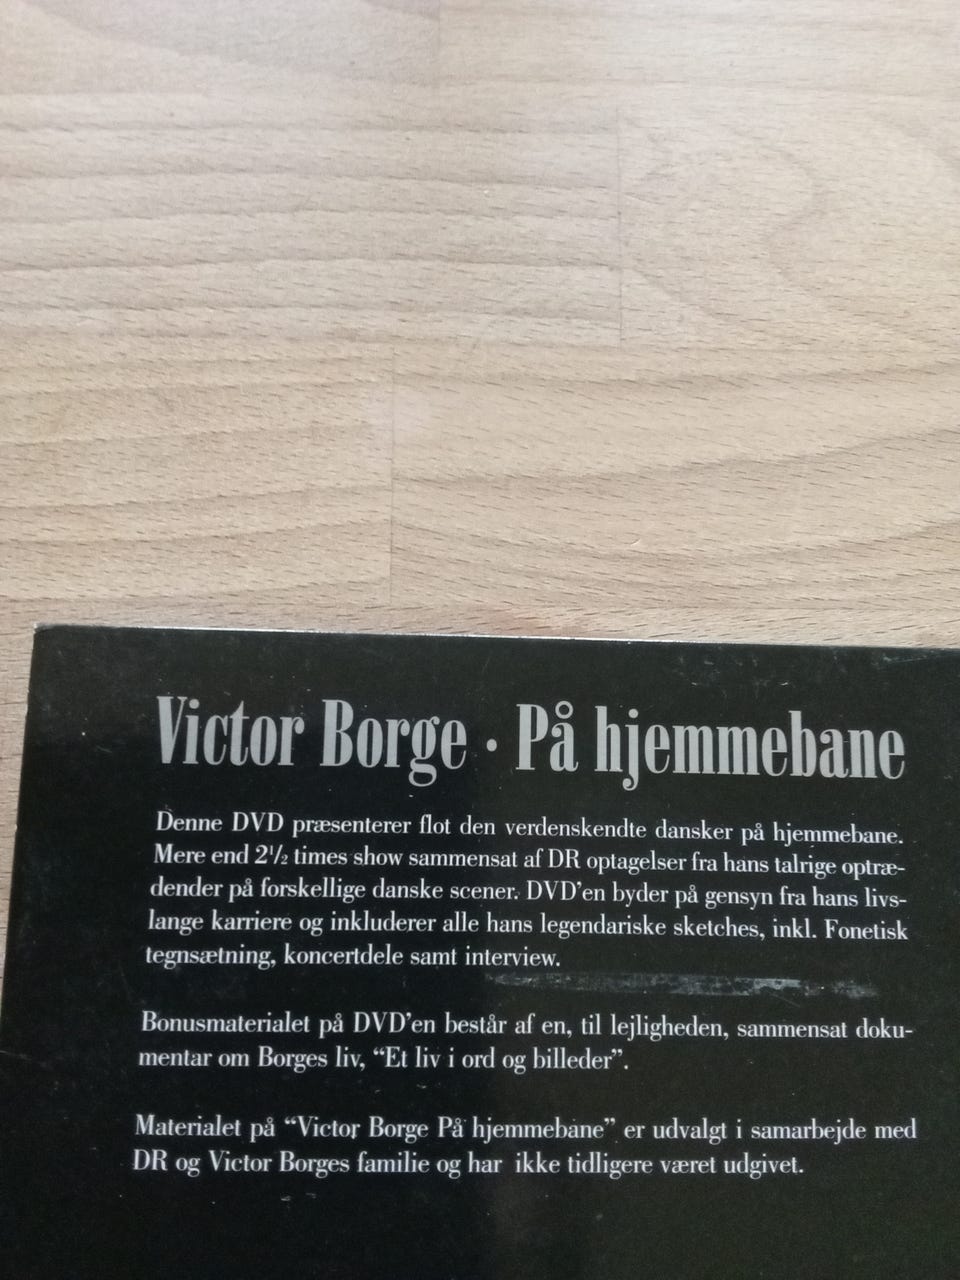 Victor Borge · På hjemmebane
Denne DVD præsenterer flot den verdenskendte dansker på hjemmebane.
Mere end 2½ times show sammensat af DR optagelser fra hans talrige optræ-
dender på forskellige danske scener. DVD'en byder på gensyn fra hans livs-
lange karriere og inkluderer alle hans legendariske sketches, inkl. Fonetisk
tegnsætning, koncertdele samt interview.
Bonusmaterialet på DVD'en består af en, til lejligheden, sammensat doku-
mentar om Borges liv, “Et liv i ord og billeder”.
Materialet på “Victor Borge På hjemmebane” er udvalgt i samarbejde med
DR og Victor Borges familie og har ikke tidligere været udgivet.